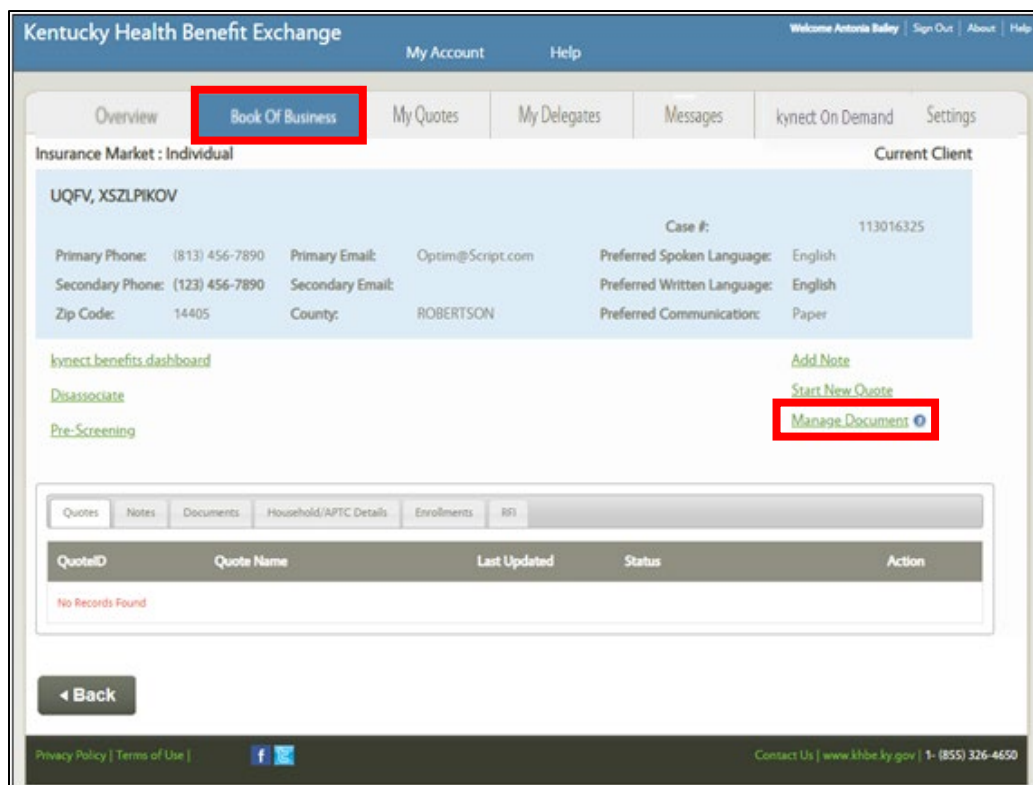 Kentucky Health Benefit Exchange
Welcome Antonia Bailey | Sign Out | About | Help
My Account Help
Overview Book Of Business My Quotes My Delegates Messages kynect On Demand Settings
Insurance Market : Individual Current Client
UQFV, XSZLPIKOV
Case #: 113016325
Primary Phone: (813) 456-7890 Primary Email: Optim@Script.com Preferred Spoken Language: English
Secondary Phone: (123) 456-7890 Secondary Email: Preferred Written Language: English
Zip Code: 14405 County: ROBERTSON Preferred Communication: Paper
kynect benefits dashboard Add Note
Disassociate Start New Quote
Pre-Screening Manage Document
Quotes Notes Documents Household/APTC Details Enrollments RFI
QuoteID Quote Name Last Updated Status Action
No Records Found
Back
Privacy Policy | Terms of Use | f Contact Us | www.khbe.ky.gov | 1- (855) 326-4650